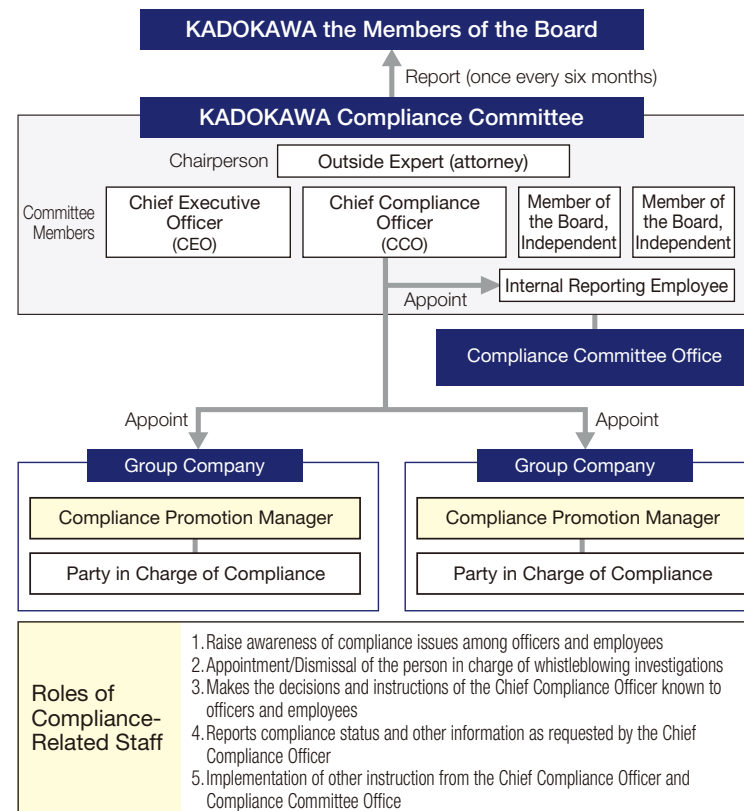 KADOKAWA the Members of the Board
Report (once every six months)
KADOKAWA Compliance Committee
Chairperson
Outside Expert (attorney)
Committee
Members
Chief Executive
Officer
(CEO)
Chief Compliance
Officer
(CCO)
Member of
the Board,
Independent
Member of
the Board,
Independent
Appoint
Internal Reporting Employee
Compliance Committee Office
Appoint
Appoint
Group Company
Compliance Promotion Manager
Party in Charge of Compliance
Group Company
Compliance Promotion Manager
Party in Charge of Compliance
Roles of
Compliance-
Related Staff
1. Raise awareness of compliance issues among officers and employees
2. Appointment/Dismissal of the person in charge of whistleblowing investigations
3. Makes the decisions and instructions of the Chief Compliance Officer known to
officers and employees
4. Reports compliance status and other information as requested by the Chief
Compliance Officer
5. Implementation of other instruction from the Chief Compliance Officer and
Compliance Committee Office